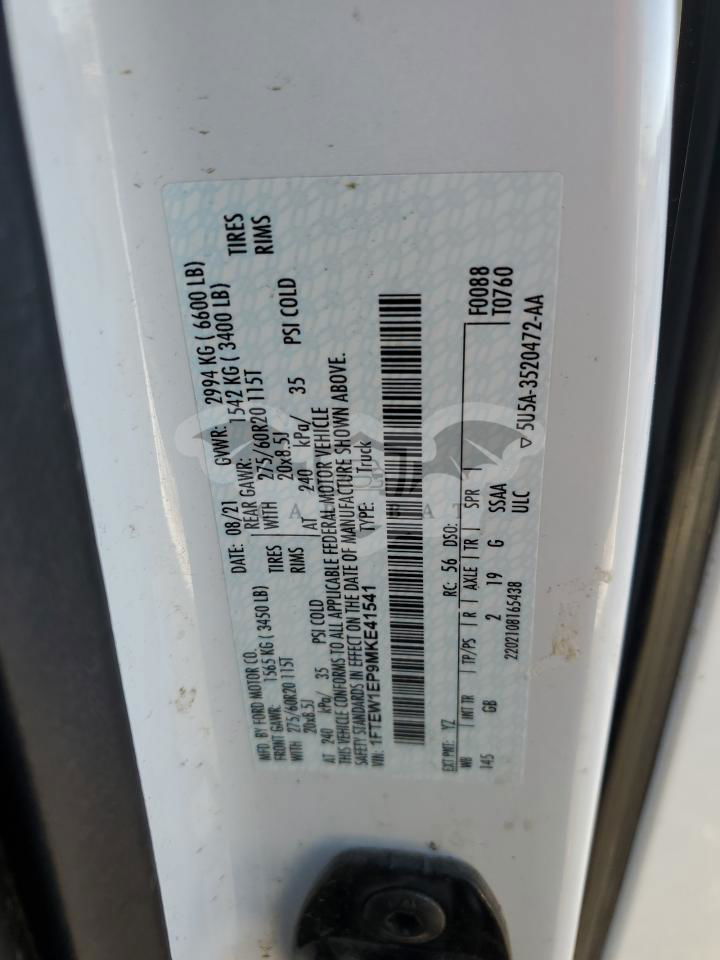 MFD. BY FORD MOTOR CO.
DATE: 08/21 GVWR: 2994 KG ( 6600 LB)
FRONT GAWR: 1565 KG ( 3450 LB) REAR GAWR: 1542 KG ( 3400 LB)
WITH 275/60R20 115T TIRES WITH 275/60R20 115T TIRES
20x8.5J RIMS 20x8.5J RIMS
AT 240 kPa/ 35 PSI COLD AT 240 kPa/ 35 PSI COLD
THIS VEHICLE CONFORMS TO ALL APPLICABLE FEDERAL MOTOR VEHICLE
SAFETY STANDARDS IN EFFECT ON THE DATE OF MANUFACTURE SHOWN ABOVE.
VIN: 1FTEW1EP9MKE41541 TYPE: Truck
EXT PNT: YZ RC: 56 DSO: F0088
WB INT TR TP/PS R AXLE TR SPR T0760
145 GB 2 19 G SSAA
2202108165438 ULC ▽5U5A-3520472-AA